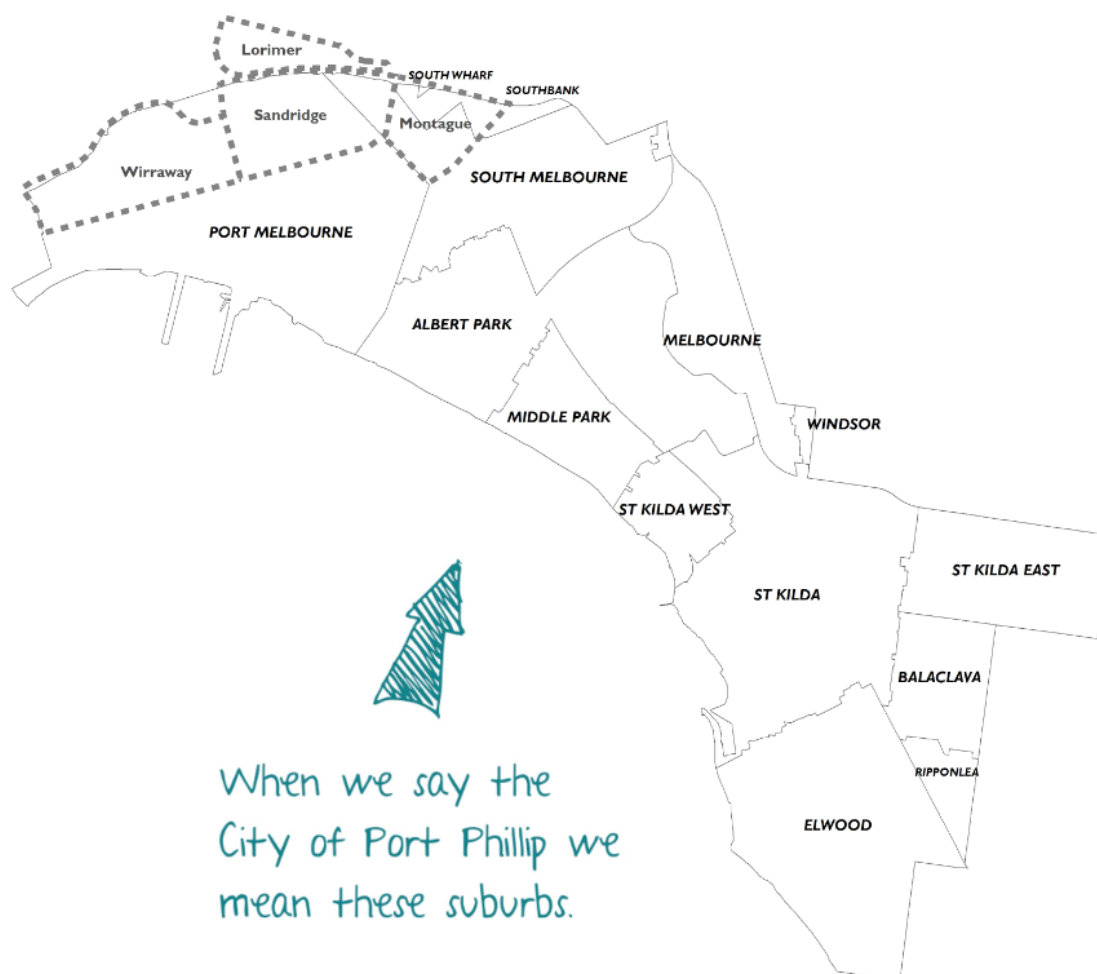 Lorimer
SOUTH WHARF
SOUTHBANK
Sandridge
Montague
Wirraway
SOUTH MELBOURNE
PORT MELBOURNE
ALBERT PARK
MELBOURNE
MIDDLE PARK
WINDSOR
ST KILDA WEST
ST KILDA EAST
ST KILDA
BALACLAVA
RIPPONLEA
ELWOOD
When we say the
City of Port Phillip we
mean these suburbs.